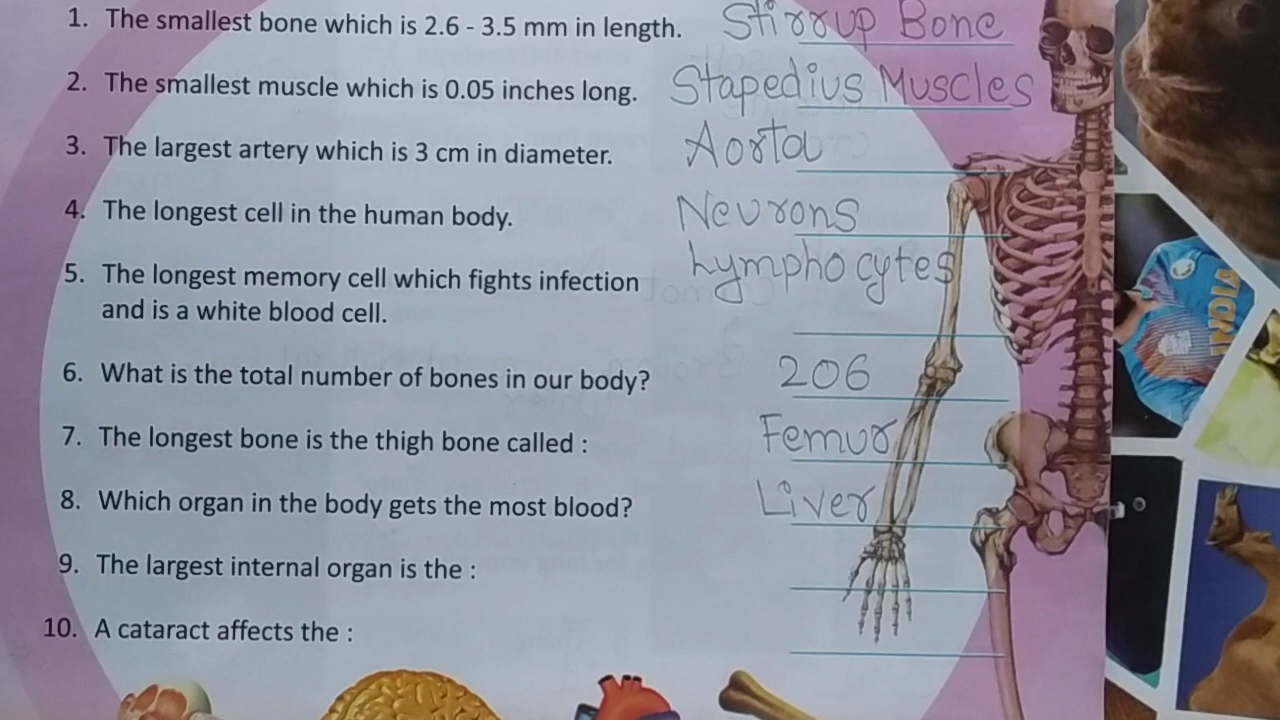 1. The smallest bone which is 2.6 - 3.5 mm in length. Stirrup Bone
2. The smallest muscle which is 0.05 inches long. Stapedius Muscles
3. The largest artery which is 3 cm in diameter. Aorta
4. The longest cell in the human body. Neurons
5. The longest memory cell which fights infection Lymphocytes
and is a white blood cell.
6. What is the total number of bones in our body? 206
7. The longest bone is the thigh bone called : Femur
8. Which organ in the body gets the most blood? Liver
9. The largest internal organ is the :
10. A cataract affects the :